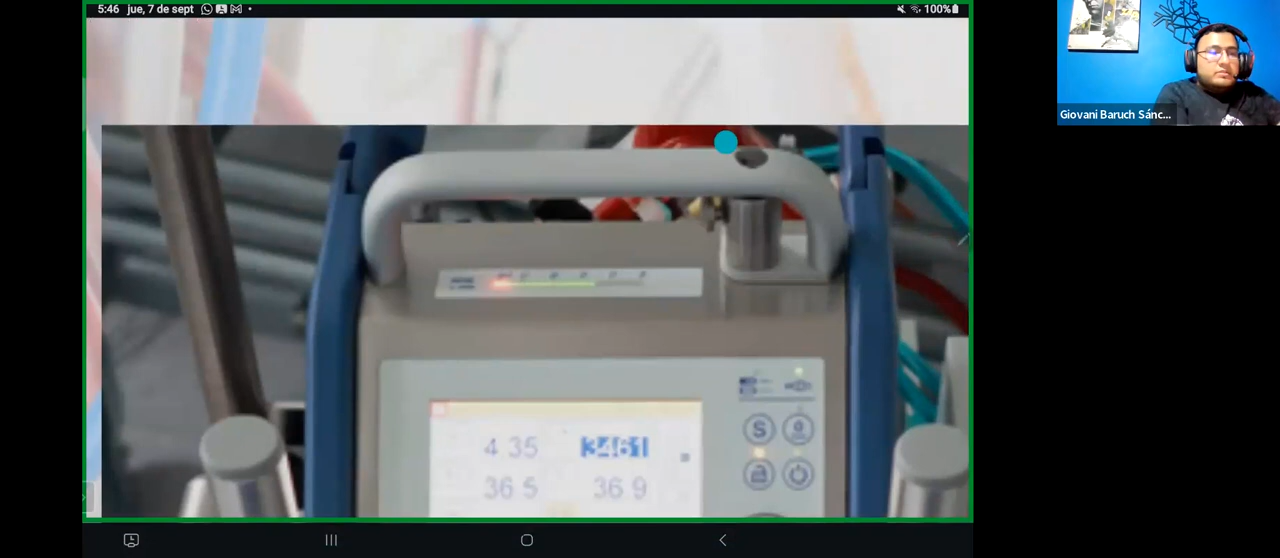 5:46 jue, 7 de sept
100%
Giovani Baruch Sánc...
4 35 3461
36 5 36 9
S